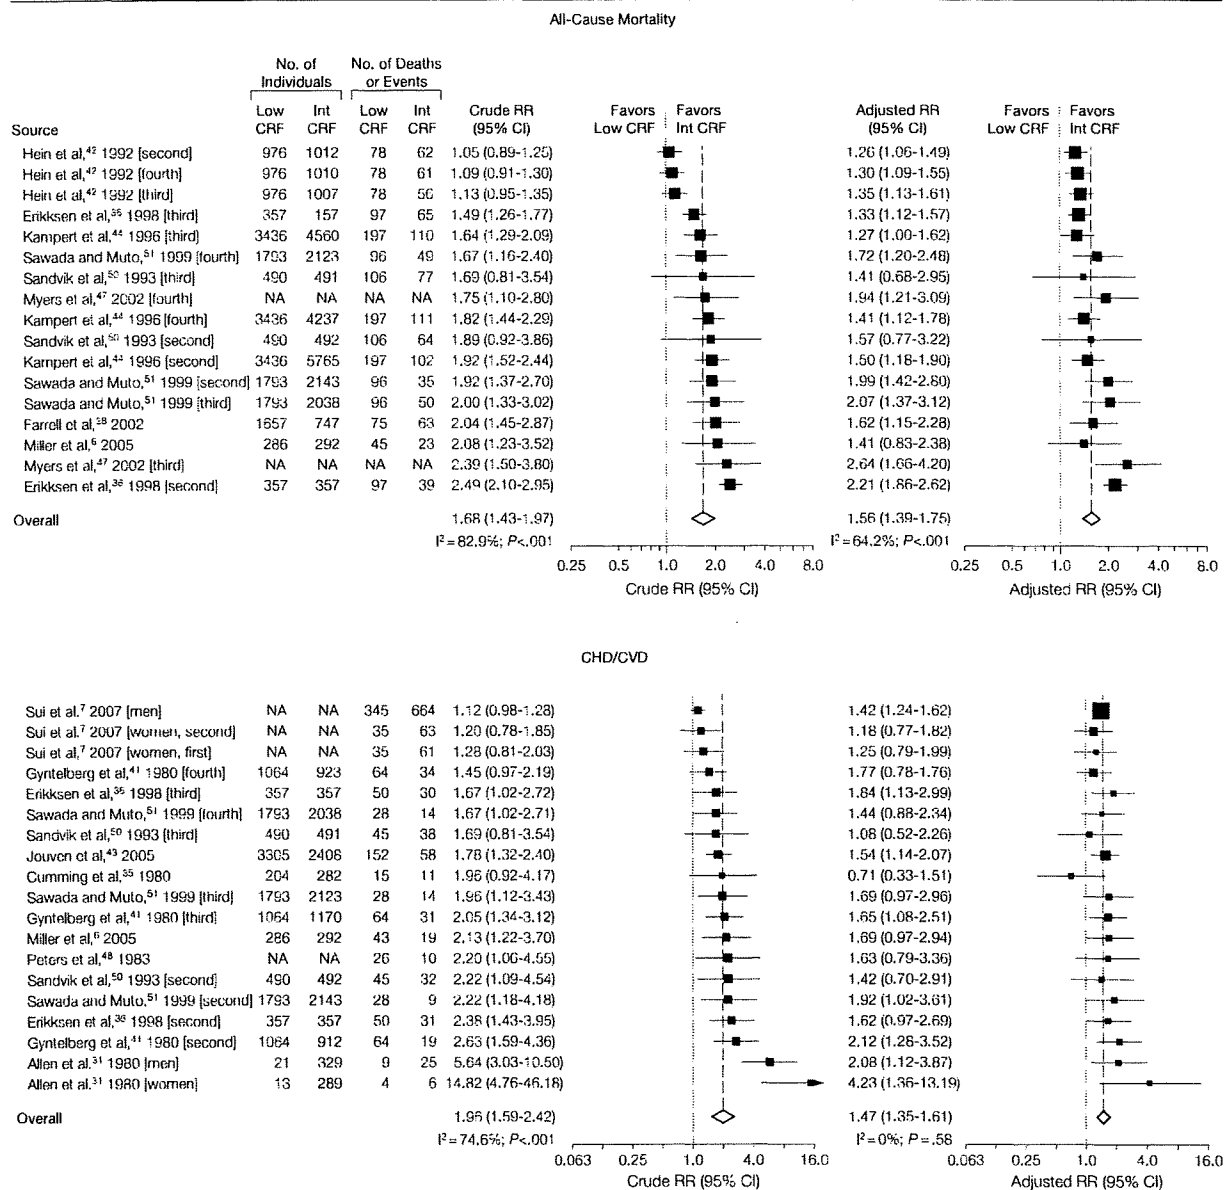 All-Cause Mortality
No. of Individuals No. of Deaths or Events
Source Low CRF Int CRF Low CRF Int CRF Crude RR (95% CI) Favors Low CRF Favors Int CRF Adjusted RR (95% CI) Favors Low CRF Favors Int CRF
Hein et al,42 1992 [second] 976 1012 78 62 1.05 (0.89-1.25) 1.26 (1.06-1.49)
Hein et al,42 1992 [fourth] 976 1010 78 61 1.09 (0.91-1.30) 1.30 (1.09-1.55)
Hein et al,42 1992 [third] 976 1007 78 56 1.13 (0.95-1.35) 1.35 (1.13-1.61)
Erikksen et al,36 1998 [third] 357 157 97 65 1.49 (1.26-1.77) 1.33 (1.12-1.57)
Kampert et al,44 1996 [third] 3436 4560 197 110 1.64 (1.29-2.09) 1.27 (1.00-1.62)
Sawada and Muto,51 1999 [fourth] 1793 2123 96 49 1.67 (1.16-2.40) 1.72 (1.20-2.48)
Sandvik et al,50 1993 [third] 490 491 106 77 1.69 (0.81-3.54) 1.41 (0.68-2.95)
Myers et al,47 2002 [fourth] NA NA NA NA 1.75 (1.10-2.80) 1.94 (1.21-3.09)
Kampert et al,44 1996 [fourth] 3436 4237 197 111 1.82 (1.44-2.29) 1.41 (1.12-1.78)
Sandvik et al,50 1993 [second] 490 492 106 64 1.89 (0.92-3.86) 1.57 (0.77-3.22)
Kampert et al,44 1996 [second] 3436 5765 197 102 1.92 (1.52-2.44) 1.50 (1.18-1.90)
Sawada and Muto,51 1999 [second] 1793 2143 96 35 1.92 (1.37-2.70) 1.99 (1.42-2.80)
Sawada and Muto,51 1999 [third] 1793 2038 96 50 2.00 (1.33-3.02) 2.07 (1.37-3.12)
Farrell et al,38 2002 1657 747 75 63 2.04 (1.45-2.87) 1.62 (1.15-2.28)
Miller et al,6 2005 286 292 45 23 2.08 (1.23-3.52) 1.41 (0.83-2.38)
Myers et al,47 2002 [third] NA NA NA NA 2.39 (1.50-3.80) 2.64 (1.66-4.20)
Erikksen et al,36 1998 [second] 357 357 97 39 2.49 (2.10-2.95) 2.21 (1.86-2.62)
Overall 1.68 (1.43-1.97) 1.56 (1.39-1.75)
I2=82.9%; P<.001 I2=64.2%; P<.001
0.25 0.5 1.0 2.0 4.0 8.0 0.25 0.5 1.0 2.0 4.0 8.0
Crude RR (95% CI) Adjusted RR (95% CI)
CHD/CVD
Sui et al,7 2007 [men] NA NA 345 664 1.12 (0.98-1.28) 1.42 (1.24-1.62)
Sui et al,7 2007 [women, second] NA NA 35 63 1.20 (0.78-1.85) 1.18 (0.77-1.82)
Sui et al,7 2007 [women, first] NA NA 35 61 1.28 (0.81-2.03) 1.25 (0.79-1.99)
Gyntelberg et al,41 1980 [fourth] 1064 923 64 34 1.45 (0.97-2.19) 1.77 (0.78-1.76)
Erikksen et al,36 1998 [third] 357 357 50 30 1.67 (1.02-2.72) 1.84 (1.13-2.99)
Sawada and Muto,51 1999 [fourth] 1793 2038 28 14 1.67 (1.02-2.71) 1.44 (0.88-2.34)
Sandvik et al,50 1993 [third] 490 491 45 38 1.69 (0.81-3.54) 1.08 (0.52-2.26)
Jouven et al,43 2005 3305 2406 152 58 1.78 (1.32-2.40) 1.54 (1.14-2.07)
Cumming et al,35 1980 204 282 15 11 1.96 (0.92-4.17) 0.71 (0.33-1.51)
Sawada and Muto,51 1999 [third] 1793 2123 28 14 1.96 (1.12-3.43) 1.69 (0.97-2.96)
Gyntelberg et al,41 1980 [third] 1064 1170 64 31 2.05 (1.34-3.12) 1.65 (1.08-2.51)
Miller et al,6 2005 286 292 43 19 2.13 (1.22-3.70) 1.69 (0.97-2.94)
Peters et al,48 1983 NA NA 26 10 2.20 (1.06-4.55) 1.63 (0.79-3.36)
Sandvik et al,50 1993 [second] 490 492 45 32 2.22 (1.09-4.54) 1.42 (0.70-2.91)
Sawada and Muto,51 1999 [second] 1793 2143 28 9 2.22 (1.18-4.18) 1.92 (1.02-3.61)
Erikksen et al,36 1998 [second] 357 357 50 31 2.38 (1.43-3.95) 1.62 (0.97-2.69)
Gyntelberg et al,41 1980 [second] 1064 912 64 19 2.63 (1.59-4.36) 2.12 (1.28-3.52)
Allen et al,31 1980 [men] 21 329 9 25 5.64 (3.03-10.50) 2.08 (1.12-3.87)
Allen et al,31 1980 [women] 13 289 4 6 14.82 (4.76-46.18) 4.23 (1.36-13.19)
Overall 1.96 (1.59-2.42) 1.47 (1.35-1.61)
I2=74.6%; P<.001 I2=0%; P=.58
0.063 0.25 1.0 4.0 16.0 0.063 0.25 1.0 4.0 16.0
Crude RR (95% CI) Adjusted RR (95% CI)